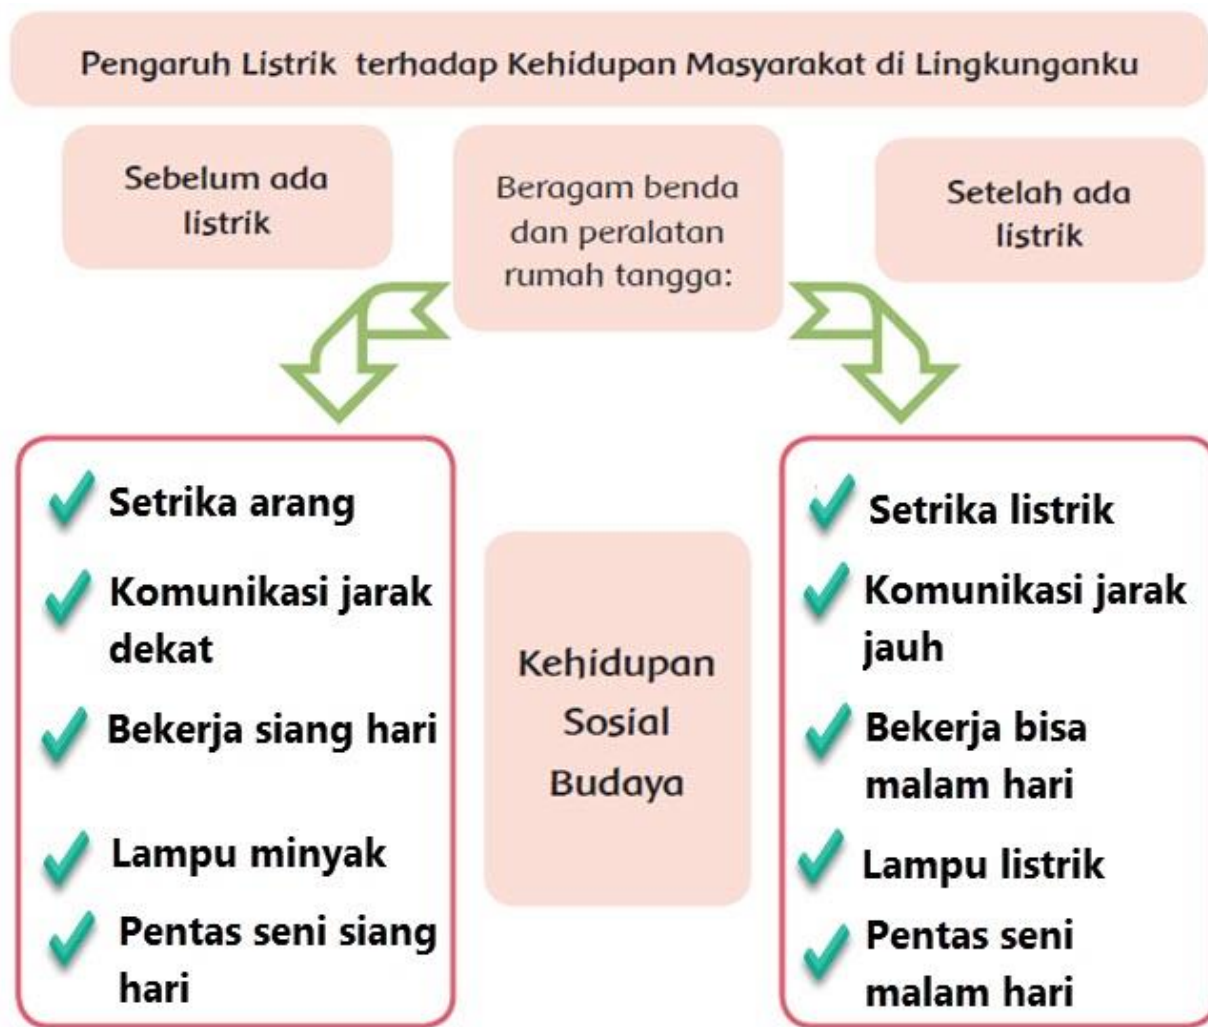 Pengaruh Listrik terhadap Kehidupan Masyarakat di Lingkunganku
Sebelum ada
listrik
Beragam benda
dan peralatan
rumah tangga:
Setelah ada
listrik
Setrika arang
Komunikasi jarak
dekat
Bekerja siang hari
Lampu minyak
Pentas seni siang
hari
Kehidupan
Sosial
Budaya
Setrika listrik
Komunikasi jarak
jauh
Bekerja bisa
malam hari
Lampu listrik
Pentas seni
malam hari